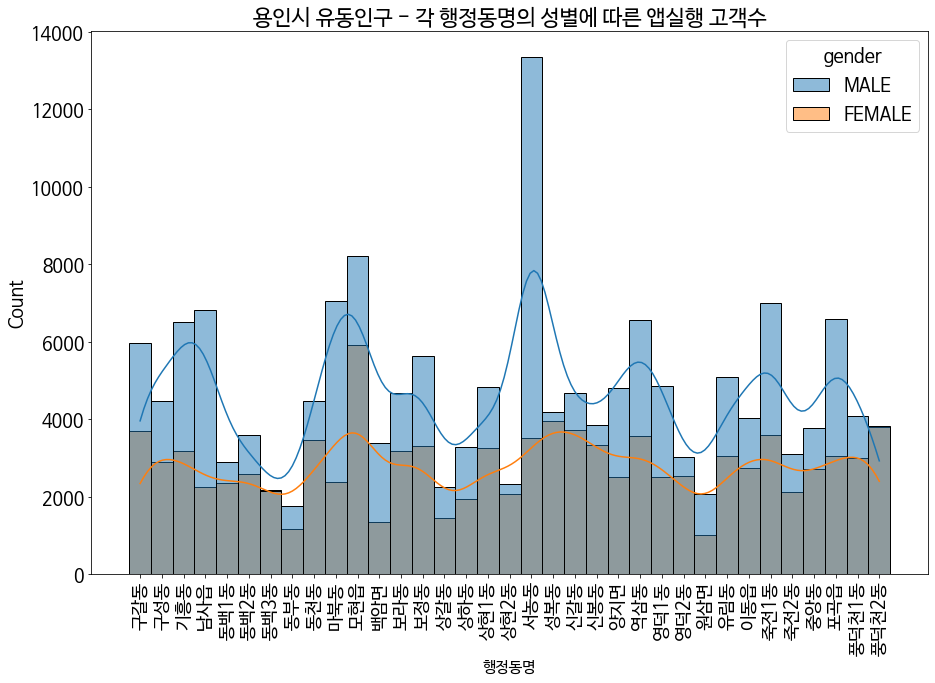 용인시 유동인구 - 각 행정동명의 성별에 따른 앱실행 고객수
14000
12000
10000
8000
6000
4000
2000
0
Count
gender
MALE
FEMALE
구갈동
구성동
기흥동
남사읍
동백1동
동백2동
동백3동
동부동
동천동
마북동
모현읍
백암면
보라동
보정동
상갈동
상하동
상현1동
상현2동
서농동
성복동
신갈동
신봉동
양지면
역삼동
영덕1동
영덕2동
원삼면
유림동
이동읍
죽전1동
죽전2동
중앙동
포곡읍
풍덕천1동
풍덕천2동
행정동명